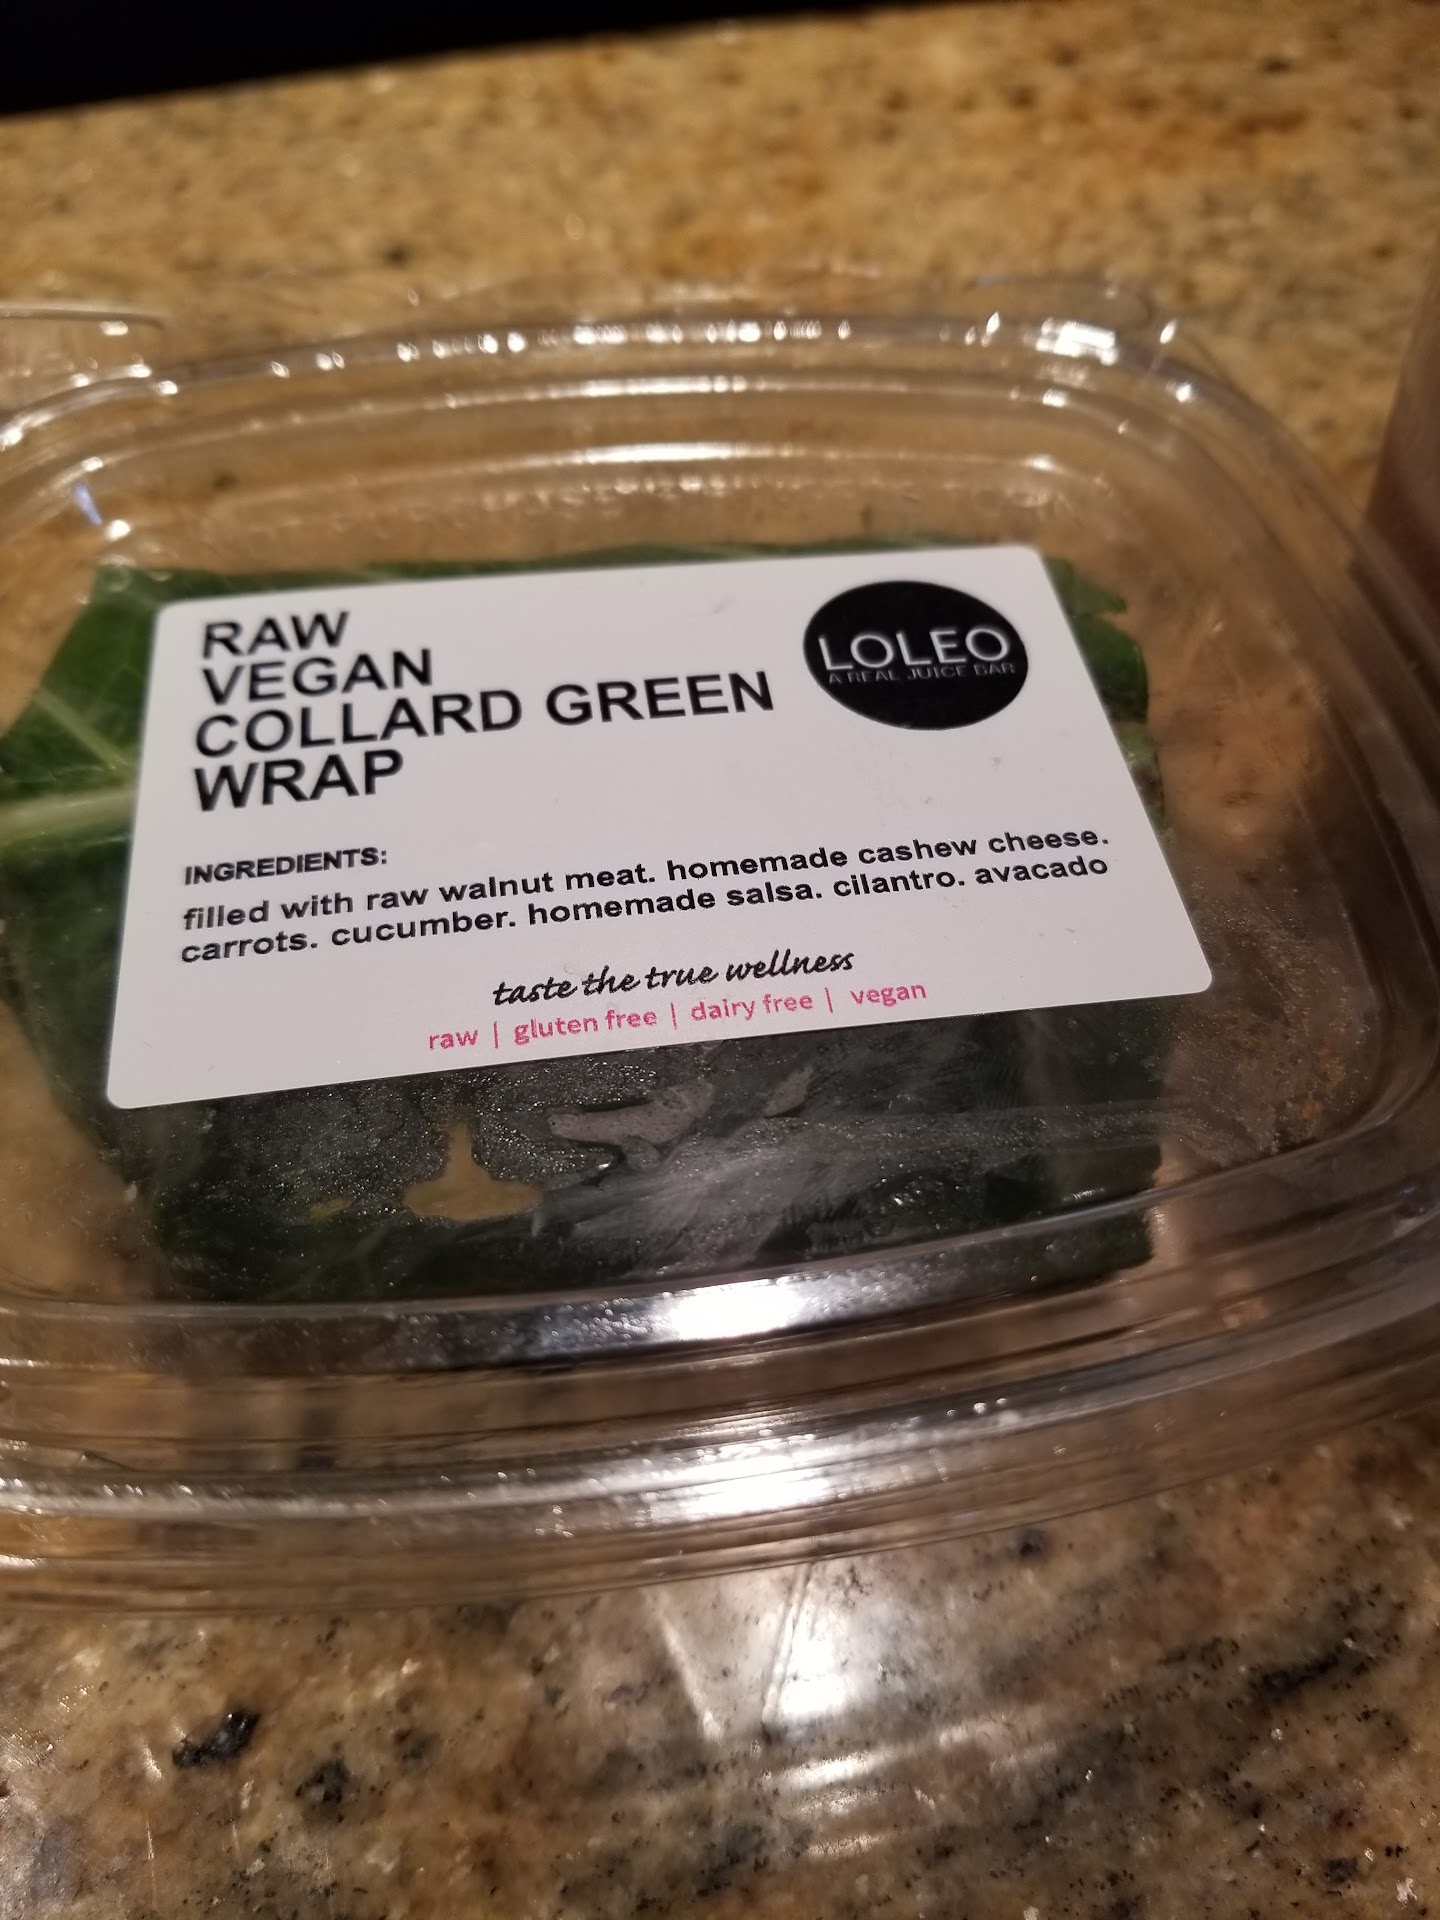 RAW
VEGAN
COLLARD GREEN
WRAP
LOLEO
A REAL JUICE BAR
INGREDIENTS:
filled with raw walnut meat. homemade cashew cheese.
carrots. cucumber. homemade salsa. cilantro. avacado
taste the true wellness
raw | gluten free | dairy free | vegan